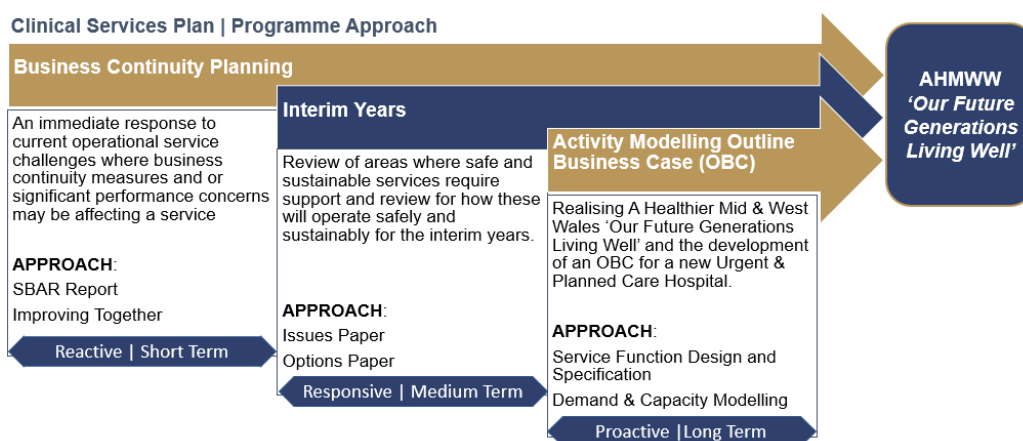 Clinical Services Plan | Programme Approach
Business Continuity Planning
An immediate response to
current operational service
challenges where business
continuity measures and or
significant performance concerns
may be affecting a service
APPROACH:
SBAR Report
Improving Together
Reactive | Short Term
Interim Years
Review of areas where safe and
sustainable services require
support and review for how these
will operate safely and
sustainably for the interim years.
APPROACH:
Issues Paper
Options Paper
Responsive | Medium Term
Activity Modelling Outline
Business Case (OBC)
Realising A Healthier Mid & West
Wales ‘Our Future Generations
Living Well’ and the development
of an OBC for a new Urgent &
Planned Care Hospital.
APPROACH:
Service Function Design and
Specification
Demand & Capacity Modelling
Proactive |Long Term
AHMWW
‘Our Future
Generations
Living Well’